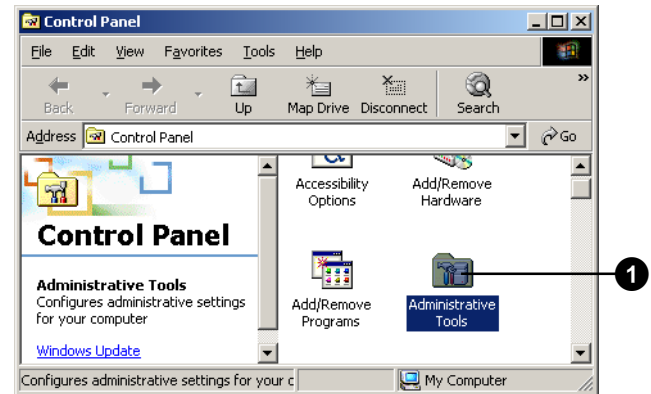 Control Panel
File Edit View Favorites Tools Help
Back Forward Up Map Drive Disconnect Search »
Address Control Panel Go
Accessibility Options
Add/Remove Hardware
Control Panel
Administrative Tools
Configures administrative settings
for your computer
Windows Update
Add/Remove Programs
Administrative Tools
1
Configures administrative settings for your c
My Computer